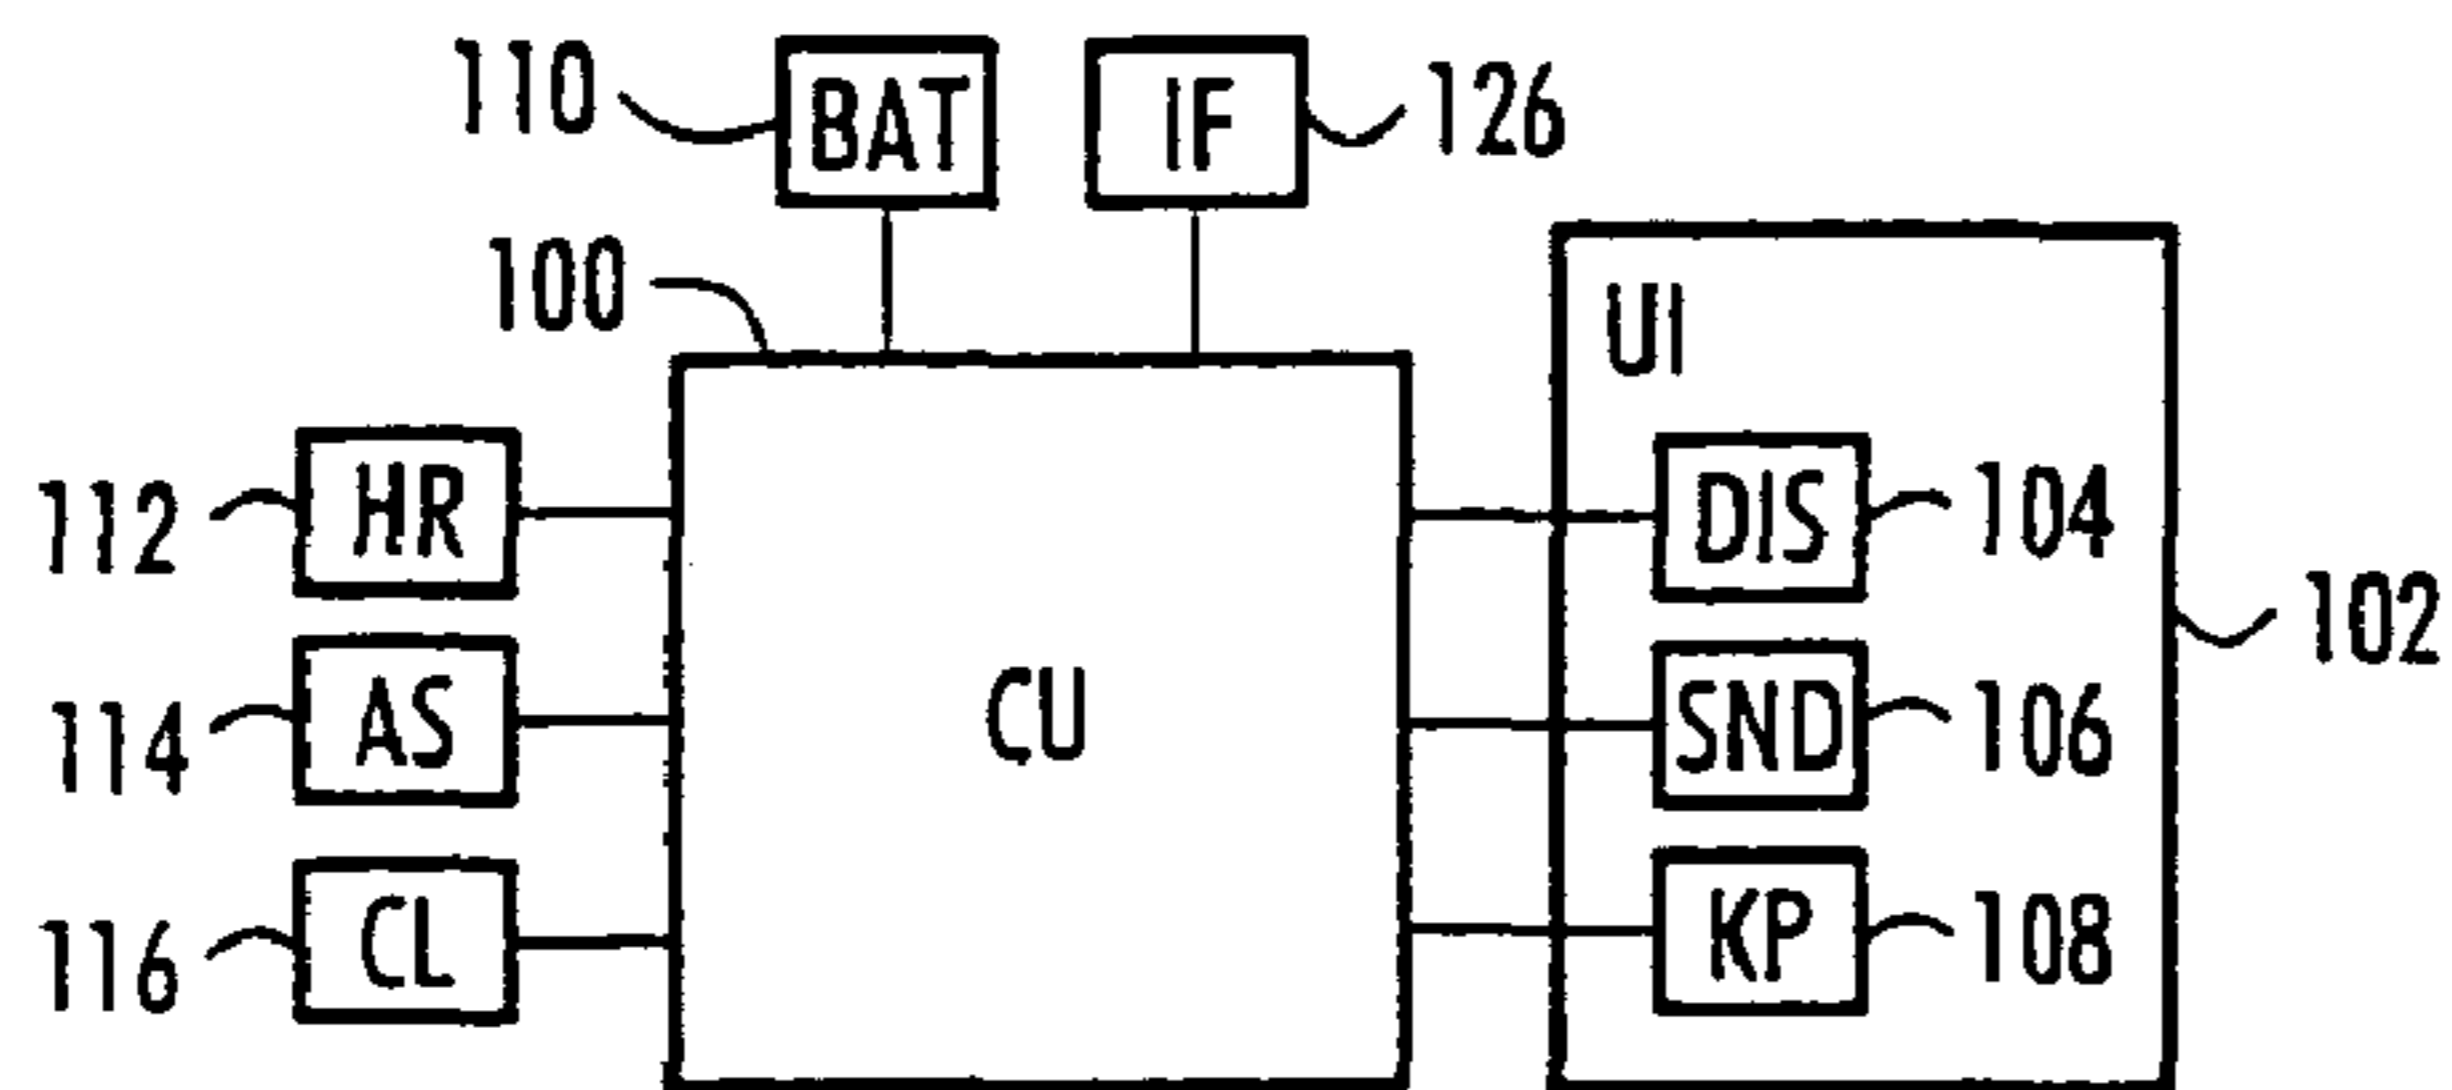 110 BAT IF 126
100
UI
112 HR DIS 104
102
114 AS CU SND 106
116 CL KP 108